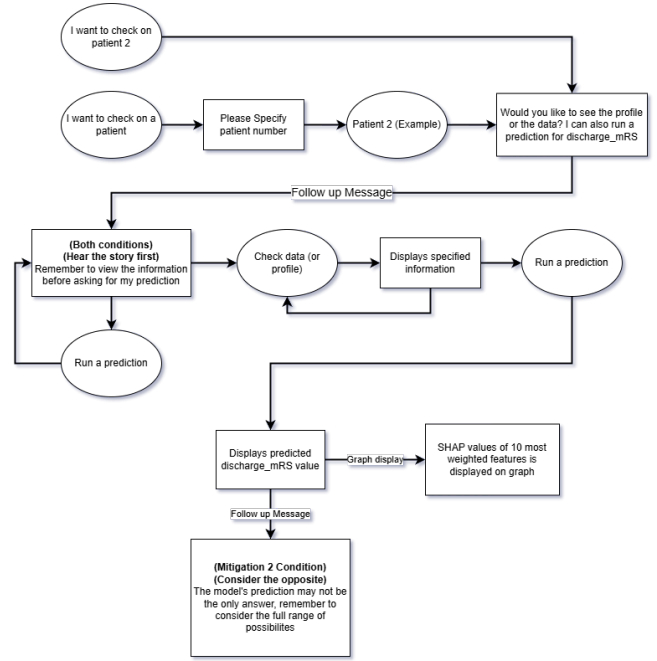 I want to check on
patient 2
I want to check on a
patient
Please Specify
patient number
Patient 2 (Example)
Would you like to see the profile
or the data? I can also run a
prediction for discharge_mRS
Follow up Message
(Both conditions)
(Hear the story first)
Remember to view the information
before asking for my prediction
Check data (or
profile)
Displays specified
information
Run a prediction
Run a prediction
Displays predicted
discharge_mRS value
Graph display
SHAP values of 10 most
weighted features is
displayed on graph
Follow up Message
(Mitigation 2 Condition)
(Consider the opposite)
The model's prediction may not be
the only answer, remember to
consider the full range of
possibilites